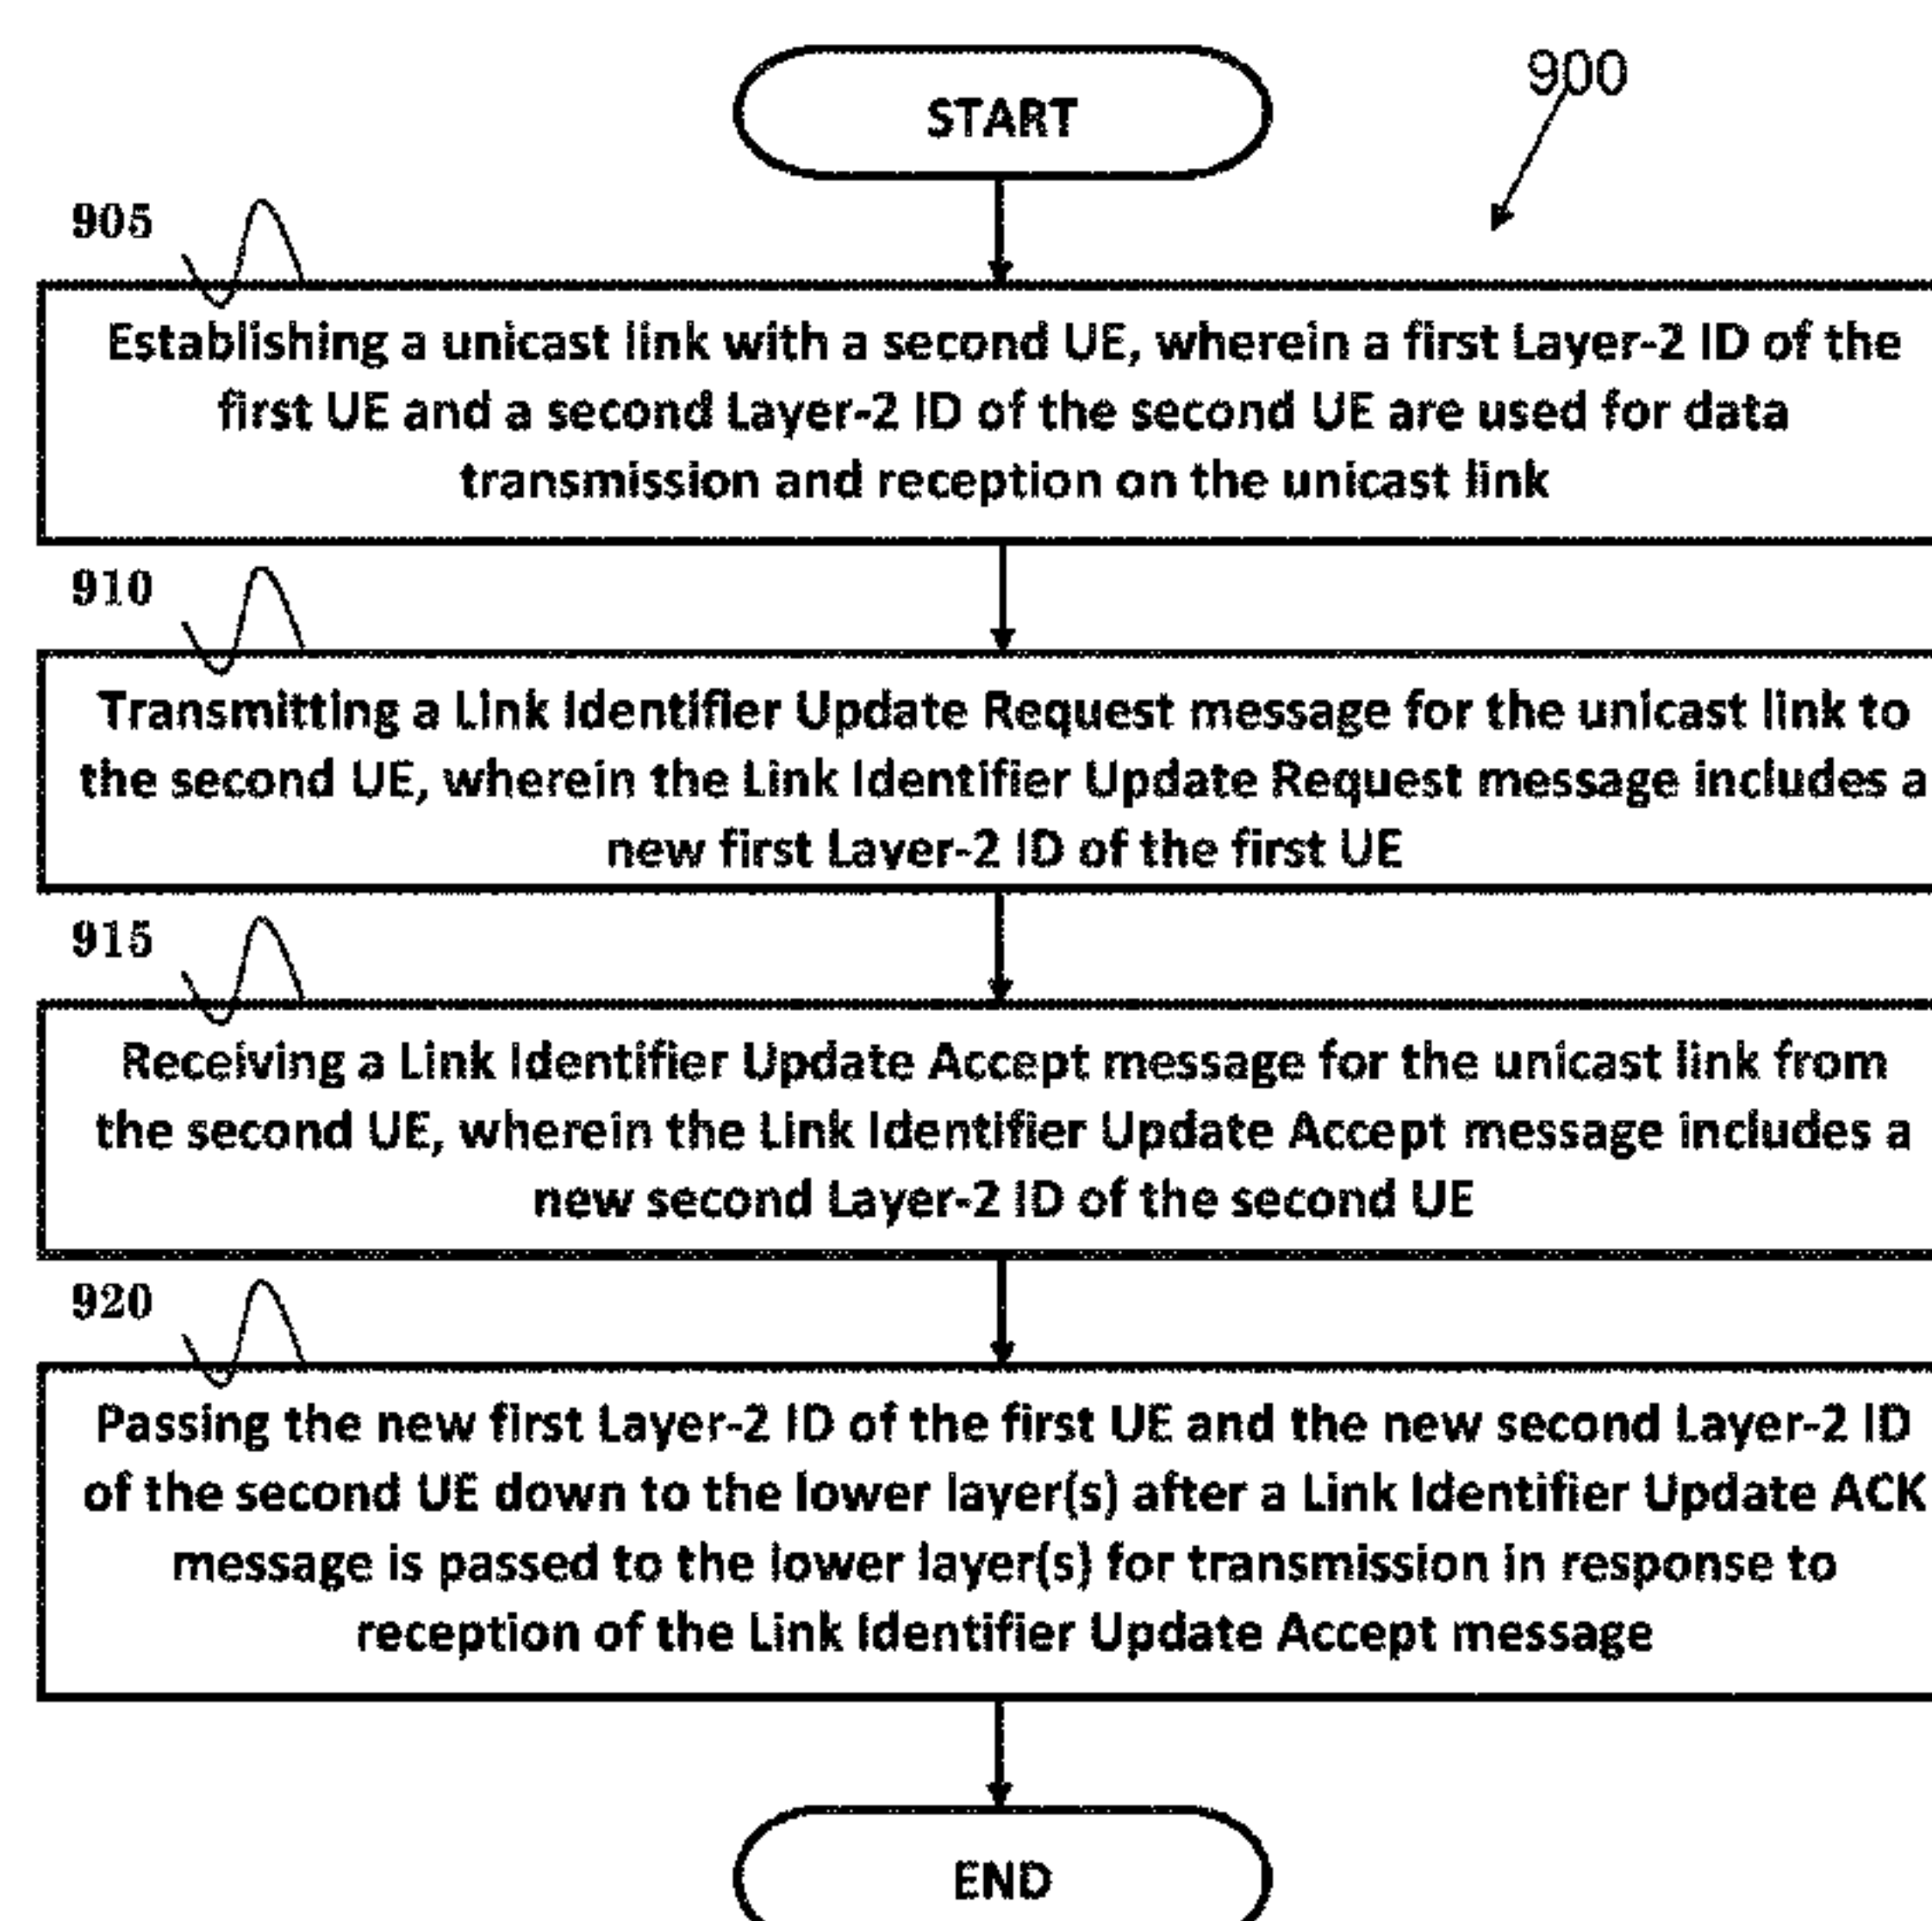 START
900
905
Establishing a unicast link with a second UE, wherein a first Layer-2 ID of the
first UE and a second Layer-2 ID of the second UE are used for data
transmission and reception on the unicast link
910
Transmitting a Link Identifier Update Request message for the unicast link to
the second UE, wherein the Link Identifier Update Request message includes a
new first Layer-2 ID of the first UE
915
Receiving a Link Identifier Update Accept message for the unicast link from
the second UE, wherein the Link Identifier Update Accept message includes a
new second Layer-2 ID of the second UE
920
Passing the new first Layer-2 ID of the first UE and the new second Layer-2 ID
of the second UE down to the lower layer(s) after a Link Identifier Update ACK
message is passed to the lower layer(s) for transmission in response to
reception of the Link Identifier Update Accept message
END